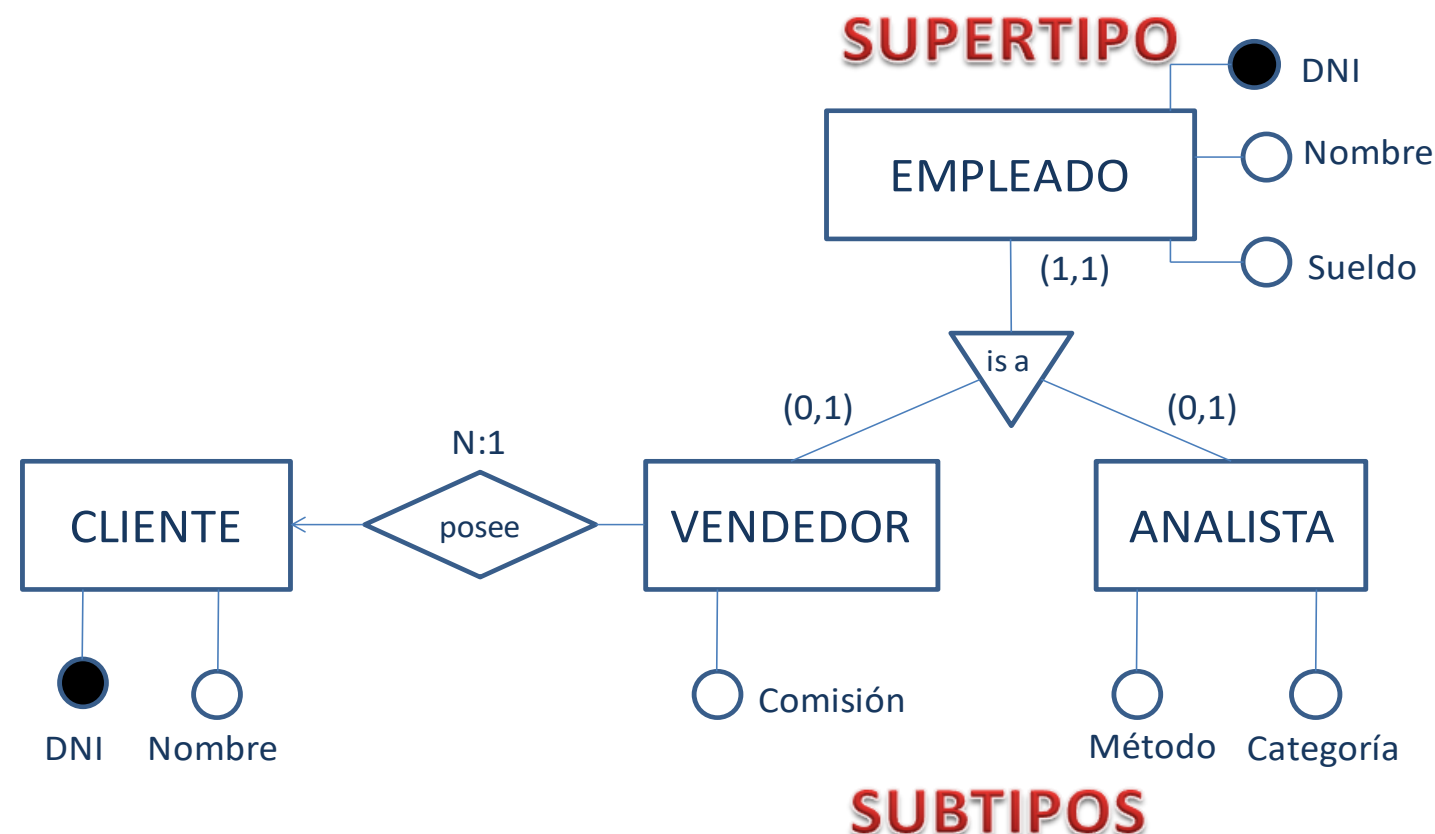 SUPERTIPO
DNI
EMPLEADO
Nombre
(1,1)
Sueldo
is a
(0,1)
(0,1)
N:1
CLIENTE
posee
VENDEDOR
ANALISTA
DNI
Nombre
Comisión
Método
Categoría
SUBTIPOS